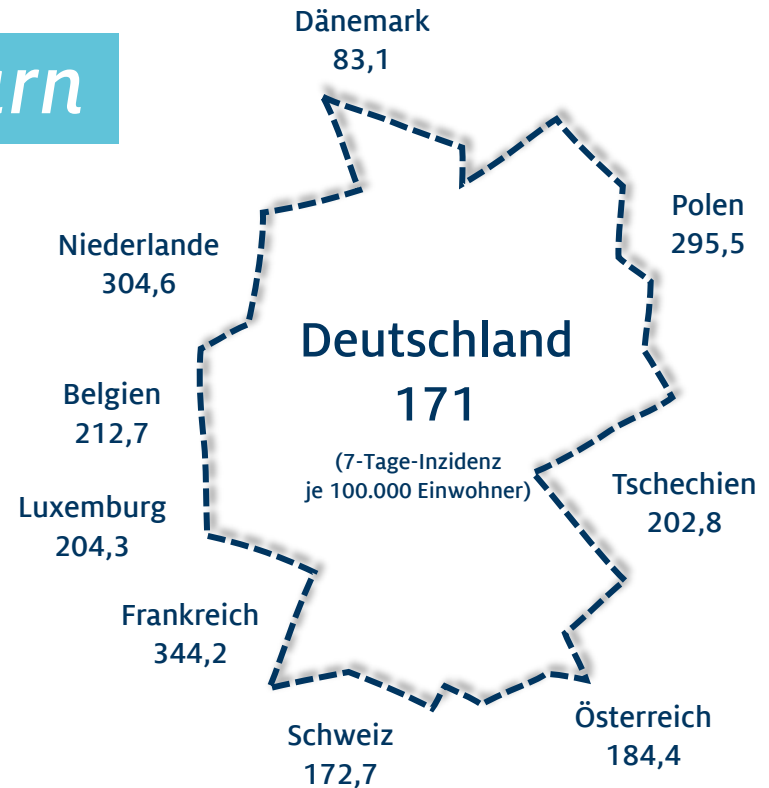 Dänemark
83,1
Polen
295,5
Niederlande
304,6
Deutschland
171
(7-Tage-Inzidenz
je 100.000 Einwohner)
Belgien
212,7
Tschechien
202,8
Luxemburg
204,3
Frankreich
344,2
Österreich
184,4
Schweiz
172,7